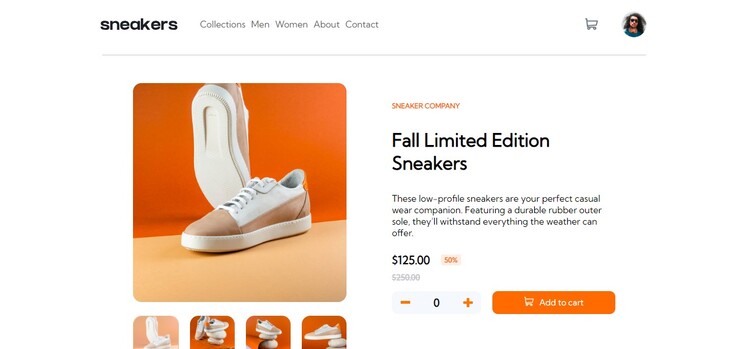 sneakers Collections Men Women About Contact
SNEAKER COMPANY
Fall Limited Edition
Sneakers
These low-profile sneakers are your perfect casual
wear companion. Featuring a durable rubber outer
sole, they'll withstand everything the weather can
offer.
$125.00 50%
$250.00
0 Add to cart